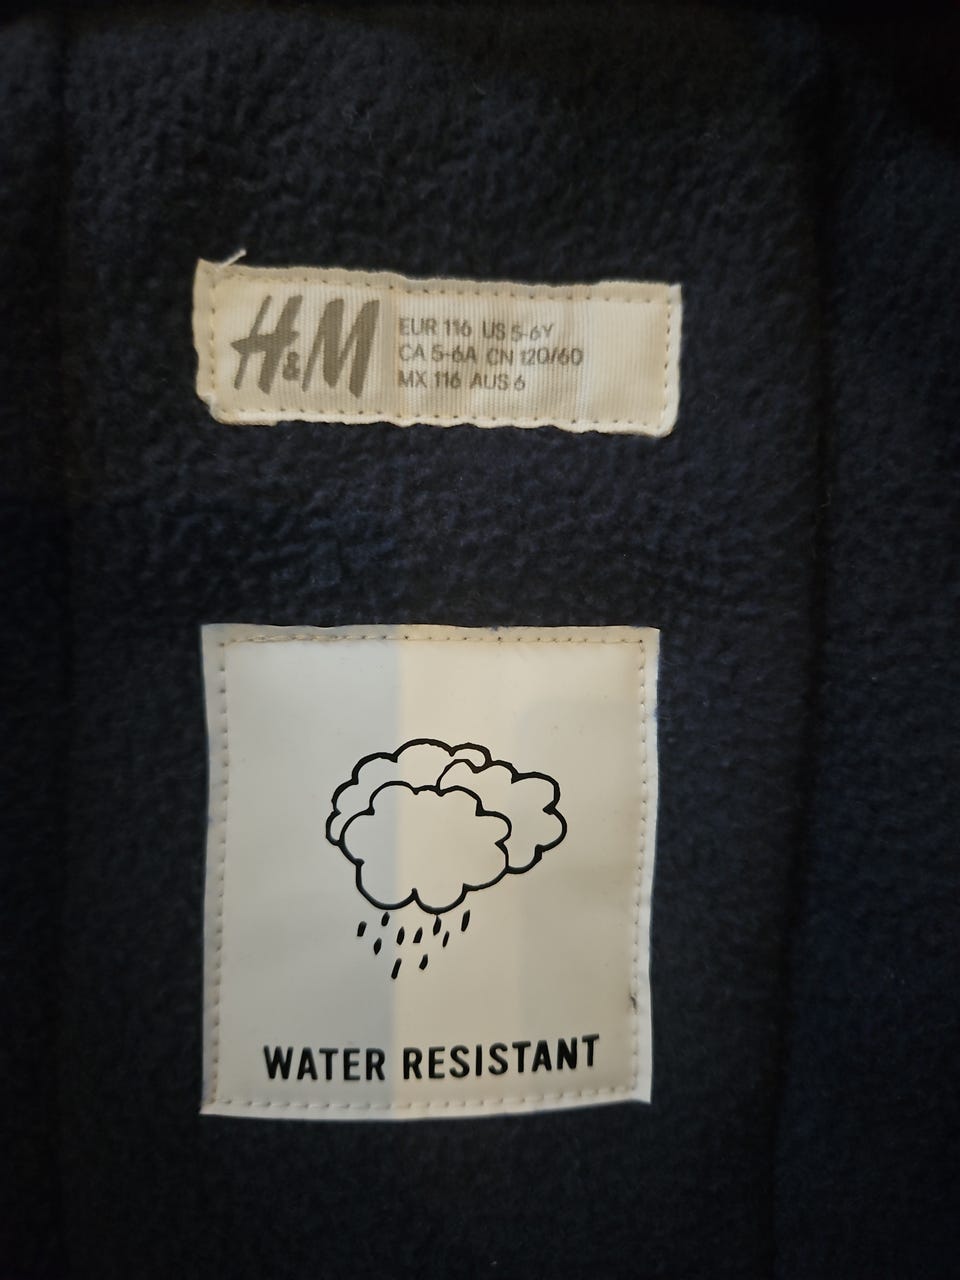 H&M
EUR 116 US 5-6Y
CA 5-6A CN 120/60
MX 116 AUS 6
WATER RESISTANT